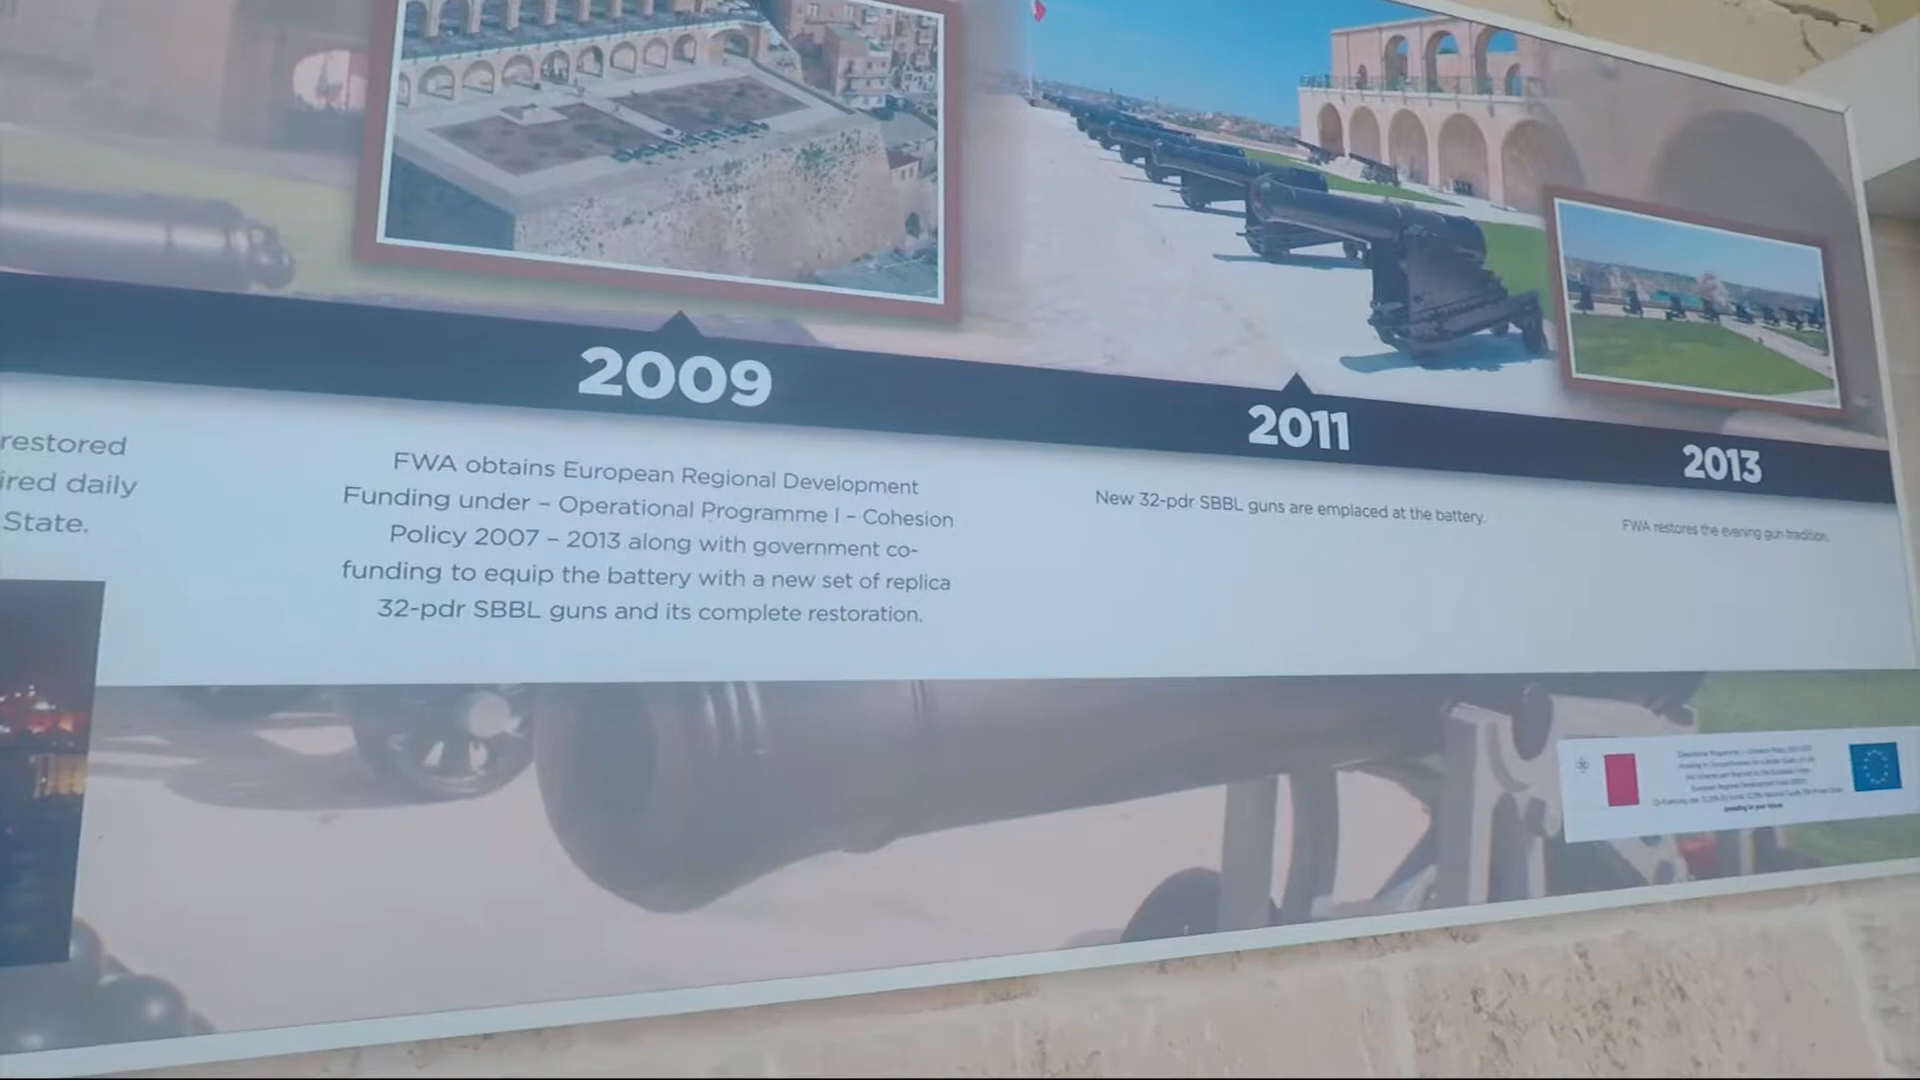 restored
ired daily
State.
2009
FWA obtains European Regional Development
Funding under – Operational Programme I – Cohesion
Policy 2007 – 2013 along with government co-
funding to equip the battery with a new set of replica
32-pdr SBBL guns and its complete restoration.
2011
New 32-pdr SBBL guns are emplaced at the battery.
2013
FWA restores the evening gun tradition.